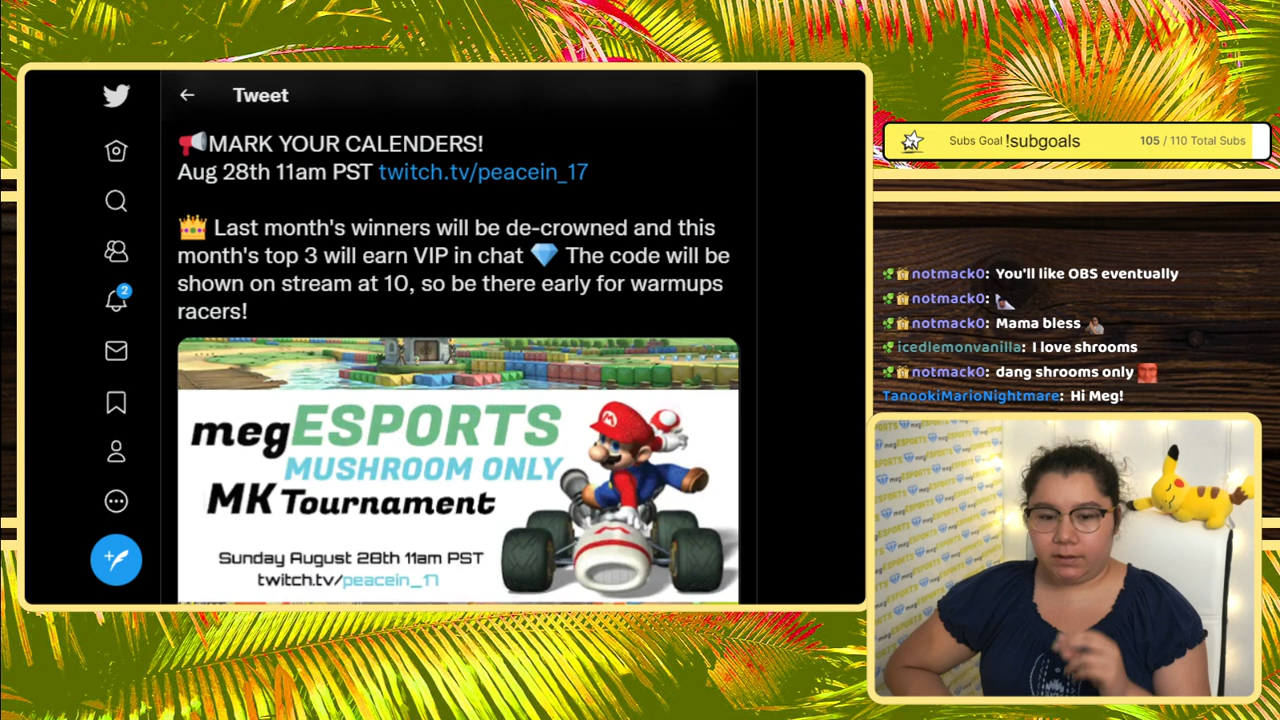 Tweet
📢MARK YOUR CALENDERS!
Aug 28th 11am PST twitch.tv/peacein_17
👑 Last month's winners will be de-crowned and this
month's top 3 will earn VIP in chat 💎 The code will be
shown on stream at 10, so be there early for warmups
racers!
2
megESPORTS
MUSHROOM ONLY
MK Tournament
Sunday August 28th 11am PST
twitch.tv/peacein_17
Subs Goal !subgoals 105 / 110 Total Subs
notmack0: You'll like OBS eventually
notmack0:
notmack0: Mama bless
icedlemonvanilla: I love shrooms
notmack0: dang shrooms only
TanookiMarioNightmare: Hi Meg!
megESPORTS